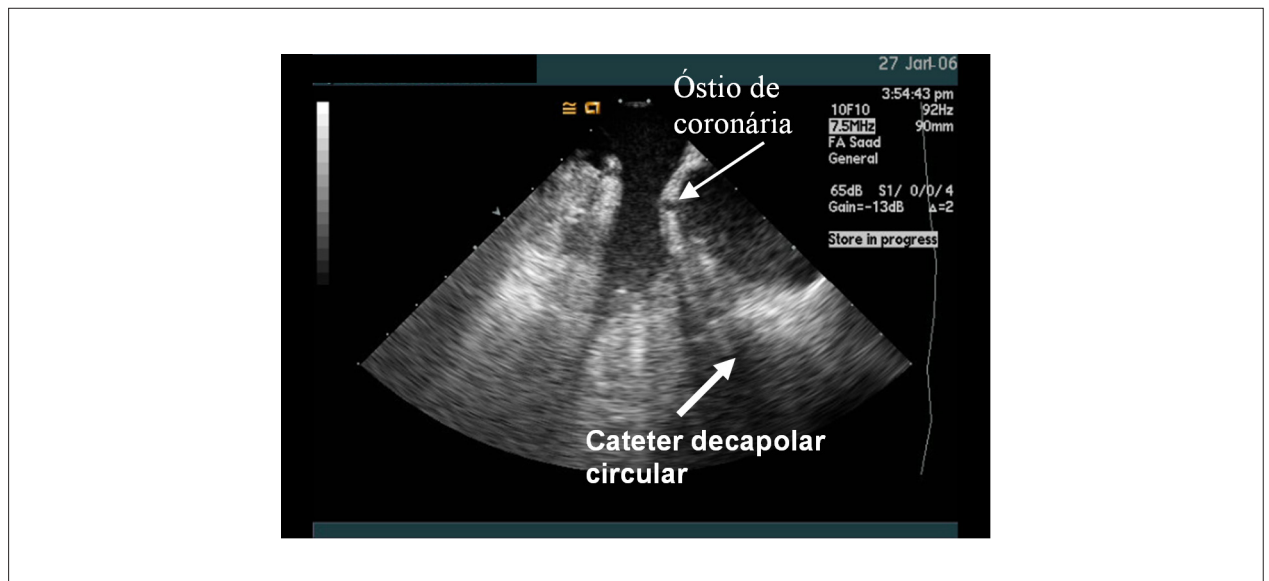 27 Jan 06
3:54:43 pm
10F10 92Hz
7.5MHz 90mm
FA Saad
General
65dB S1/ 0/0/4
Gain=-13dB Δ=2
Store in progress
Óstio de
coronária
Cateter decapolar
circular